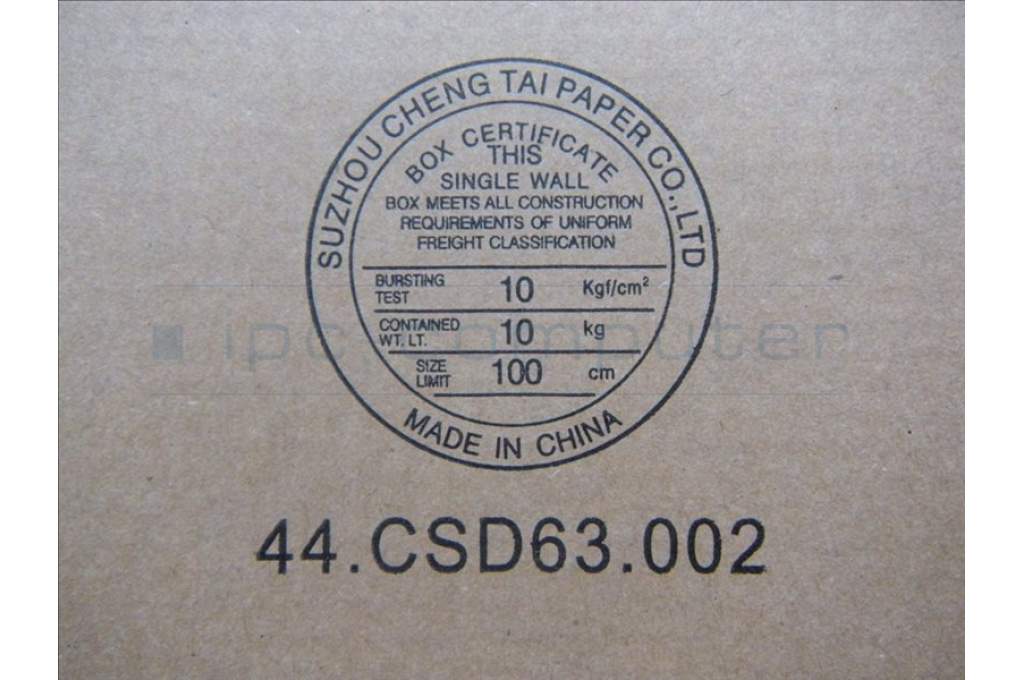 SUZHOU CHENG TAI PAPER CO.,LTD
BOX CERTIFICATE
THIS
SINGLE WALL
BOX MEETS ALL CONSTRUCTION
REQUIREMENTS OF UNIFORM
FREIGHT CLASSIFICATION
BURSTING TEST 10 Kgf/cm²
CONTAINED WT. LT. 10 kg
SIZE LIMIT 100 cm
MADE IN CHINA
ipc computer
44.CSD63.002